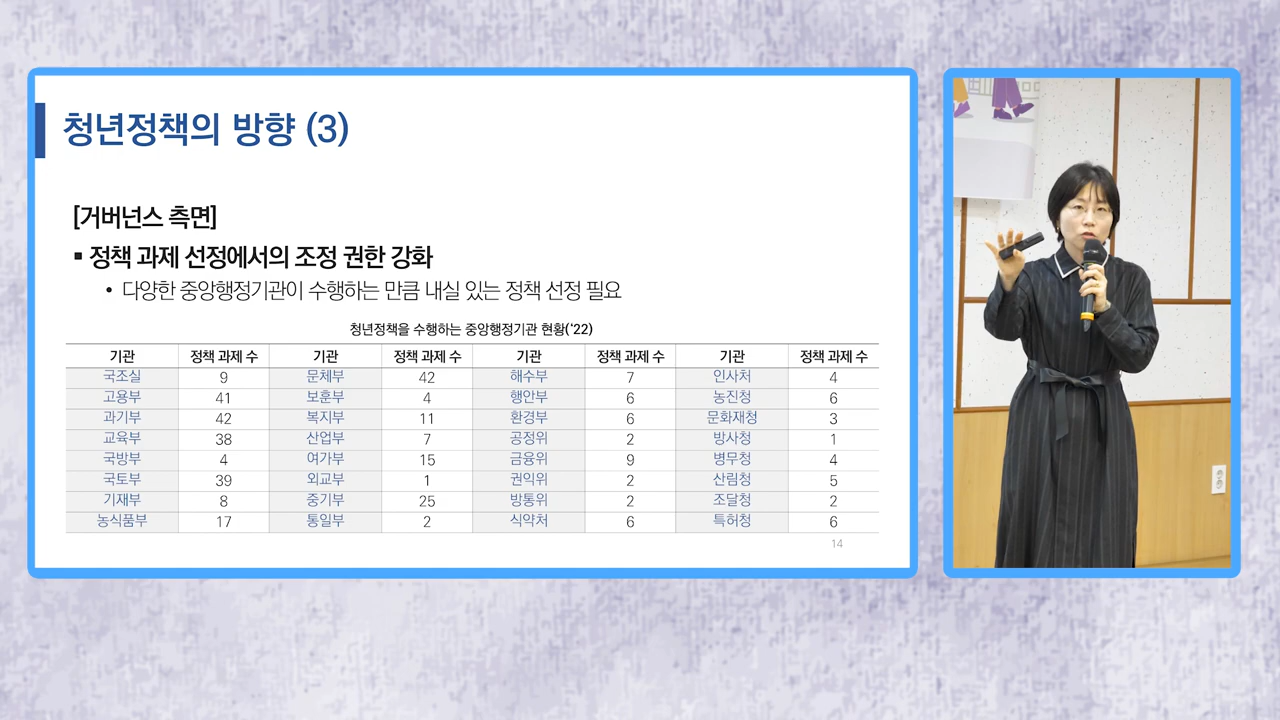 청년정책의 방향 (3)
[거버넌스 측면]
▪ 정책 과제 선정에서의 조정 권한 강화
• 다양한 중앙행정기관이 수행하는 만큼 내실 있는 정책 선정 필요
청년정책을 수행하는 중앙행정기관 현황('22)
기관 정책 과제 수 기관 정책 과제 수 기관 정책 과제 수 기관 정책 과제 수
국조실 9 문체부 42 해수부 7 인사처 4
고용부 41 보훈부 4 행안부 6 농진청 6
과기부 42 복지부 11 환경부 6 문화재청 3
교육부 38 산업부 7 공정위 2 방사청 1
국방부 4 여가부 15 금융위 9 병무청 4
국토부 39 외교부 1 권익위 2 산림청 5
기재부 8 중기부 25 방통위 2 조달청 2
농식품부 17 통일부 2 식약처 6 특허청 6
14